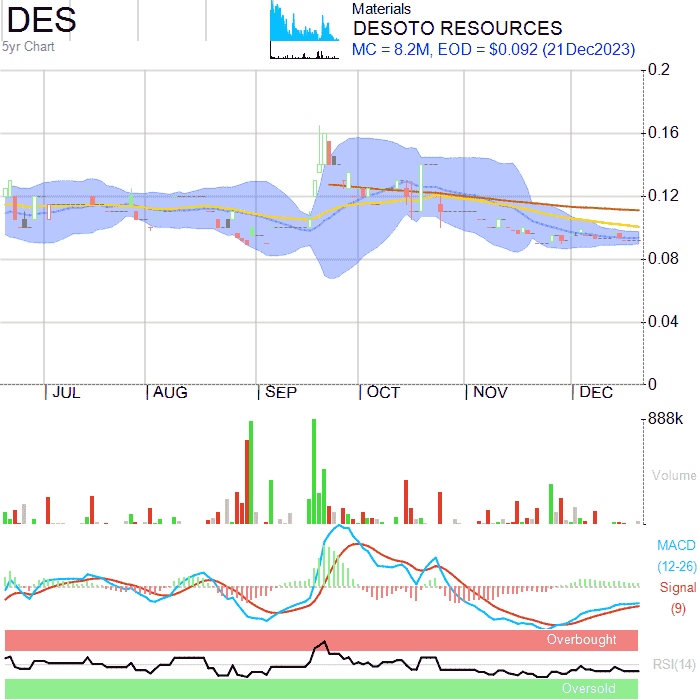 DES
5yr Chart
Materials
DESOTO RESOURCES
MC = 8.2M, EOD = $0.092 (21Dec2023)
0.2
0.16
0.12
0.08
0.04
0
JUL AUG SEP OCT NOV DEC
888k
Volume
MACD
(12-26)
Signal
(9)
Overbought
RSI(14)
Oversold